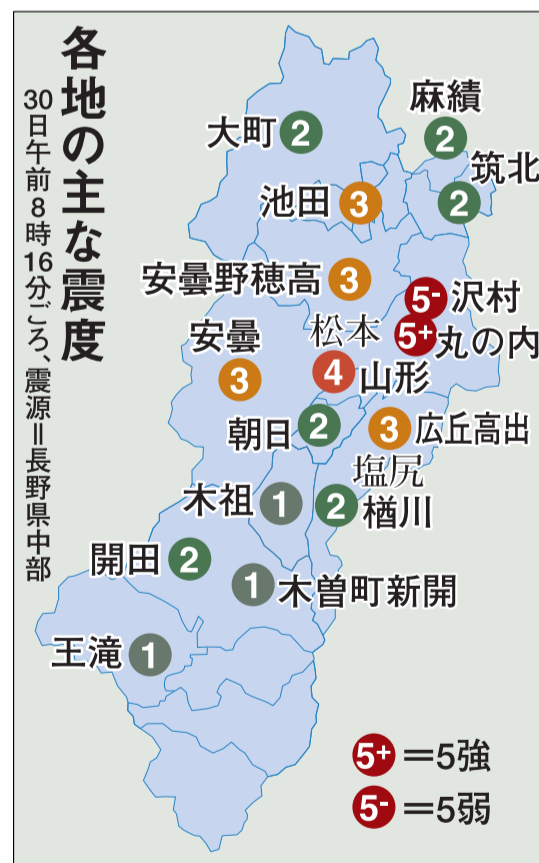 各地の主な震度
30日午前8時16分ごろ、震源＝長野県中部
大町 2
麻績
2
筑北
2
池田 3
安曇野穂高 3
5- 沢村
松本
5+ 丸の内
安曇
3
4 山形
朝日 2
3 広丘高出
塩尻
木祖 1
2 楢川
開田 2
1 木曽町新開
王滝 1
5+ ＝5強
5- ＝5弱